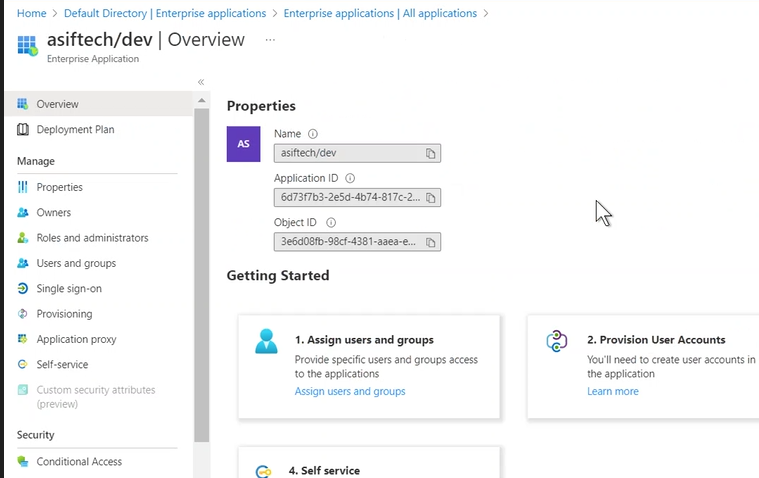 Home > Default Directory | Enterprise applications > Enterprise applications | All applications >
asiftech/dev | Overview ...
Enterprise Application
«
Overview
Deployment Plan
Manage
Properties
Owners
Roles and administrators
Users and groups
Single sign-on
Provisioning
Application proxy
Self-service
Custom security attributes
(preview)
Security
Conditional Access
Properties
AS
Name
asiftech/dev
Application ID
6d73f7b3-2e5d-4b74-817c-2...
Object ID
3e6d08fb-98cf-4381-aaea-e...
Getting Started
1. Assign users and groups
Provide specific users and groups access
to the applications
Assign users and groups
2. Provision User Accounts
You'll need to create user accounts in
the application
Learn more
4. Self service